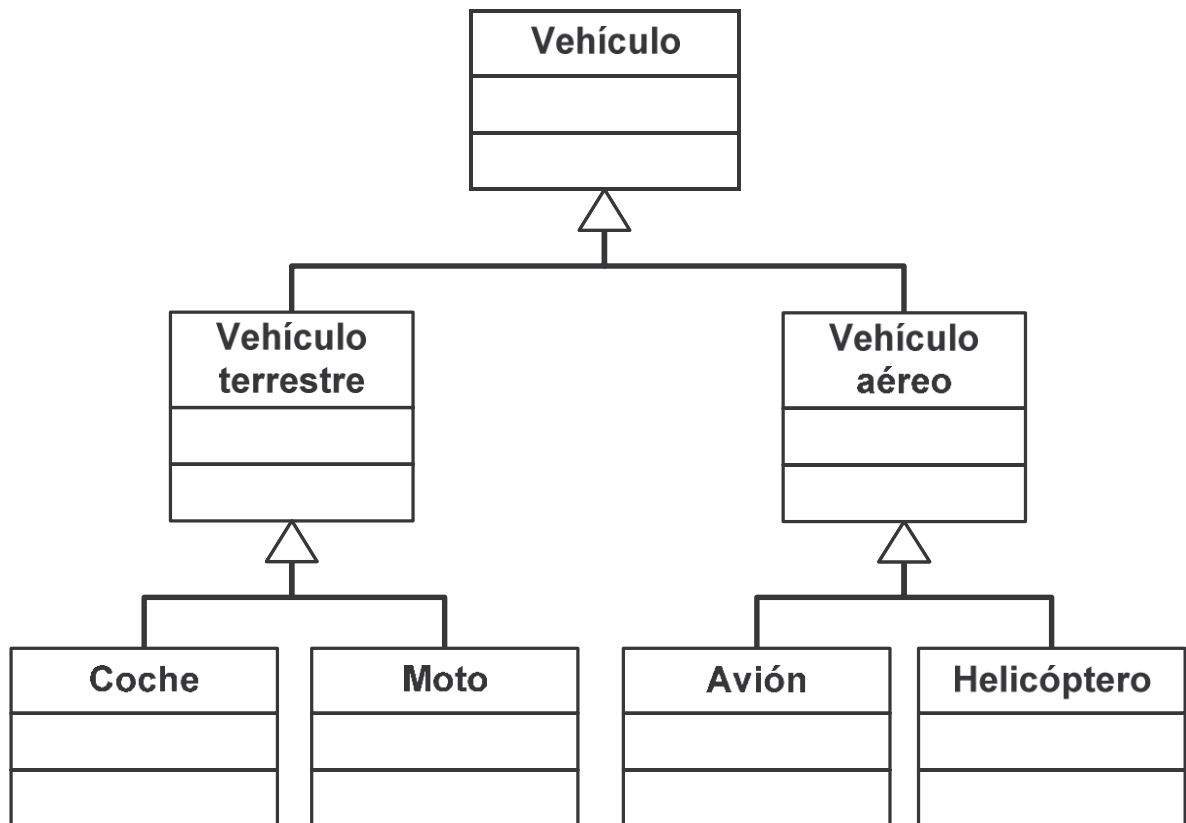 Vehículo
Vehículo
terrestre
Vehículo
aéreo
Coche
Moto
Avión
Helicóptero